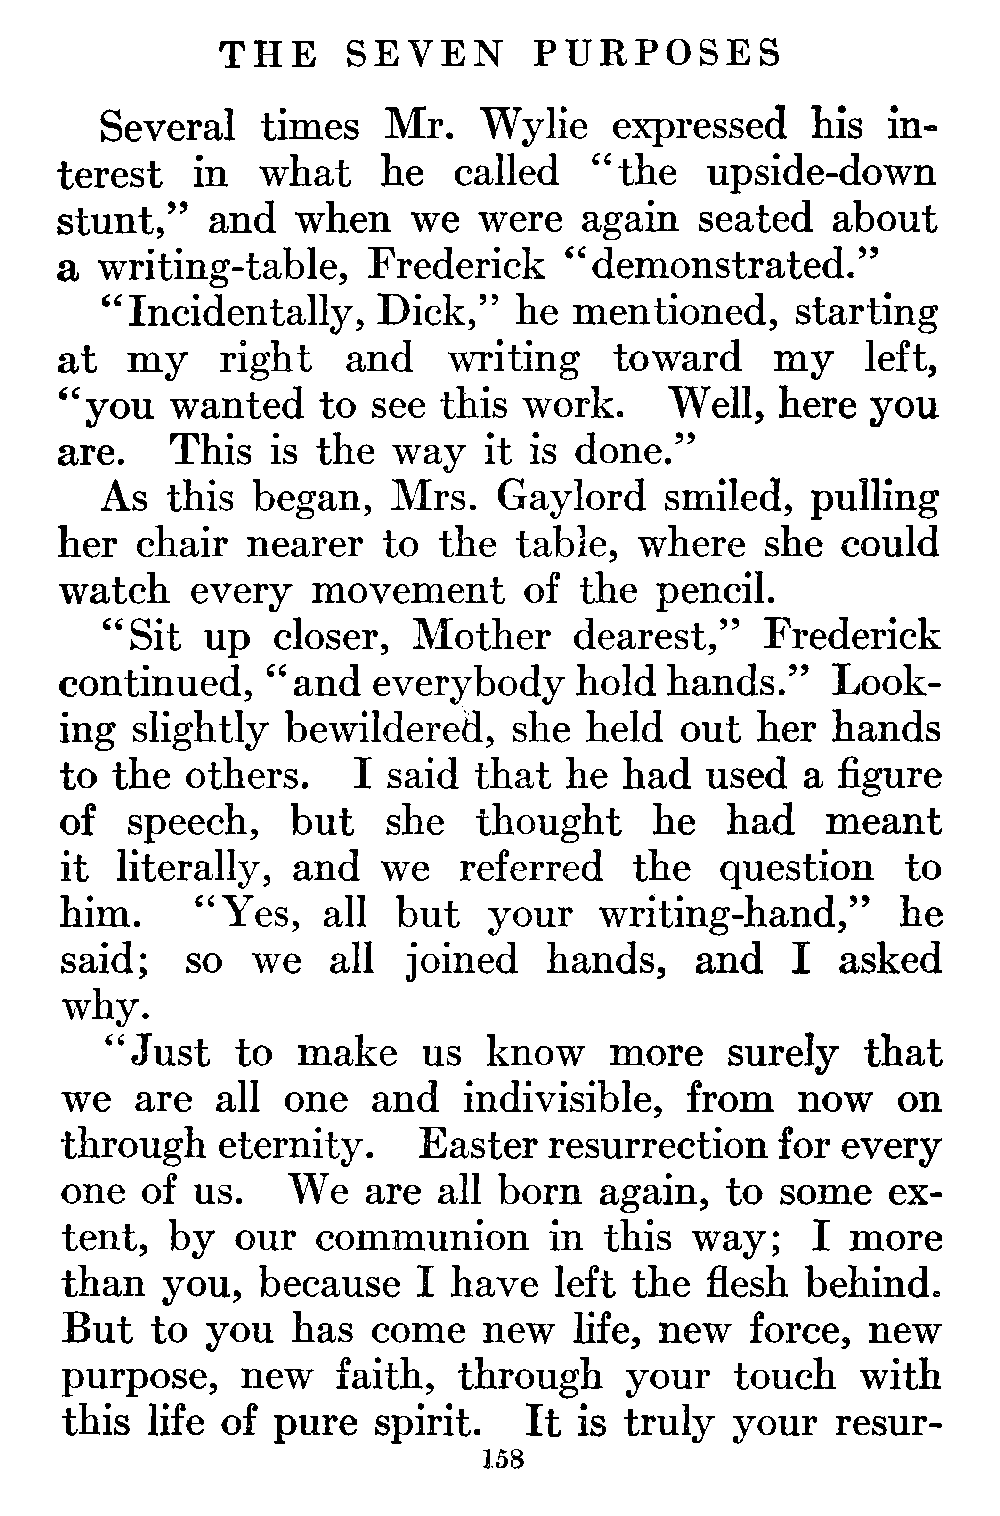 THE SEVEN PURPOSES
Several times Mr. Wylie expressed his in-
terest in what he called “the upside-down
stunt,” and when we were again seated about
a writing-table, Frederick “demonstrated.”
“Incidentally, Dick,” he mentioned, starting
at my right and writing toward my left,
“you wanted to see this work. Well, here you
are. This is the way it is done.”
As this began, Mrs. Gaylord smiled, pulling
her chair nearer to the table, where she could
watch every movement of the pencil.
“Sit up closer, Mother dearest,” Frederick
continued, “and everybody hold hands.” Look-
ing slightly bewildered, she held out her hands
to the others. I said that he had used a figure
of speech, but she thought he had meant
it literally, and we referred the question to
him. “Yes, all but your writing-hand,” he
said; so we all joined hands, and I asked
why.
“Just to make us know more surely that
we are all one and indivisible, from now on
through eternity. Easter resurrection for every
one of us. We are all born again, to some ex-
tent, by our communion in this way; I more
than you, because I have left the flesh behind.
But to you has come new life, new force, new
purpose, new faith, through your touch with
this life of pure spirit. It is truly your resur-
158